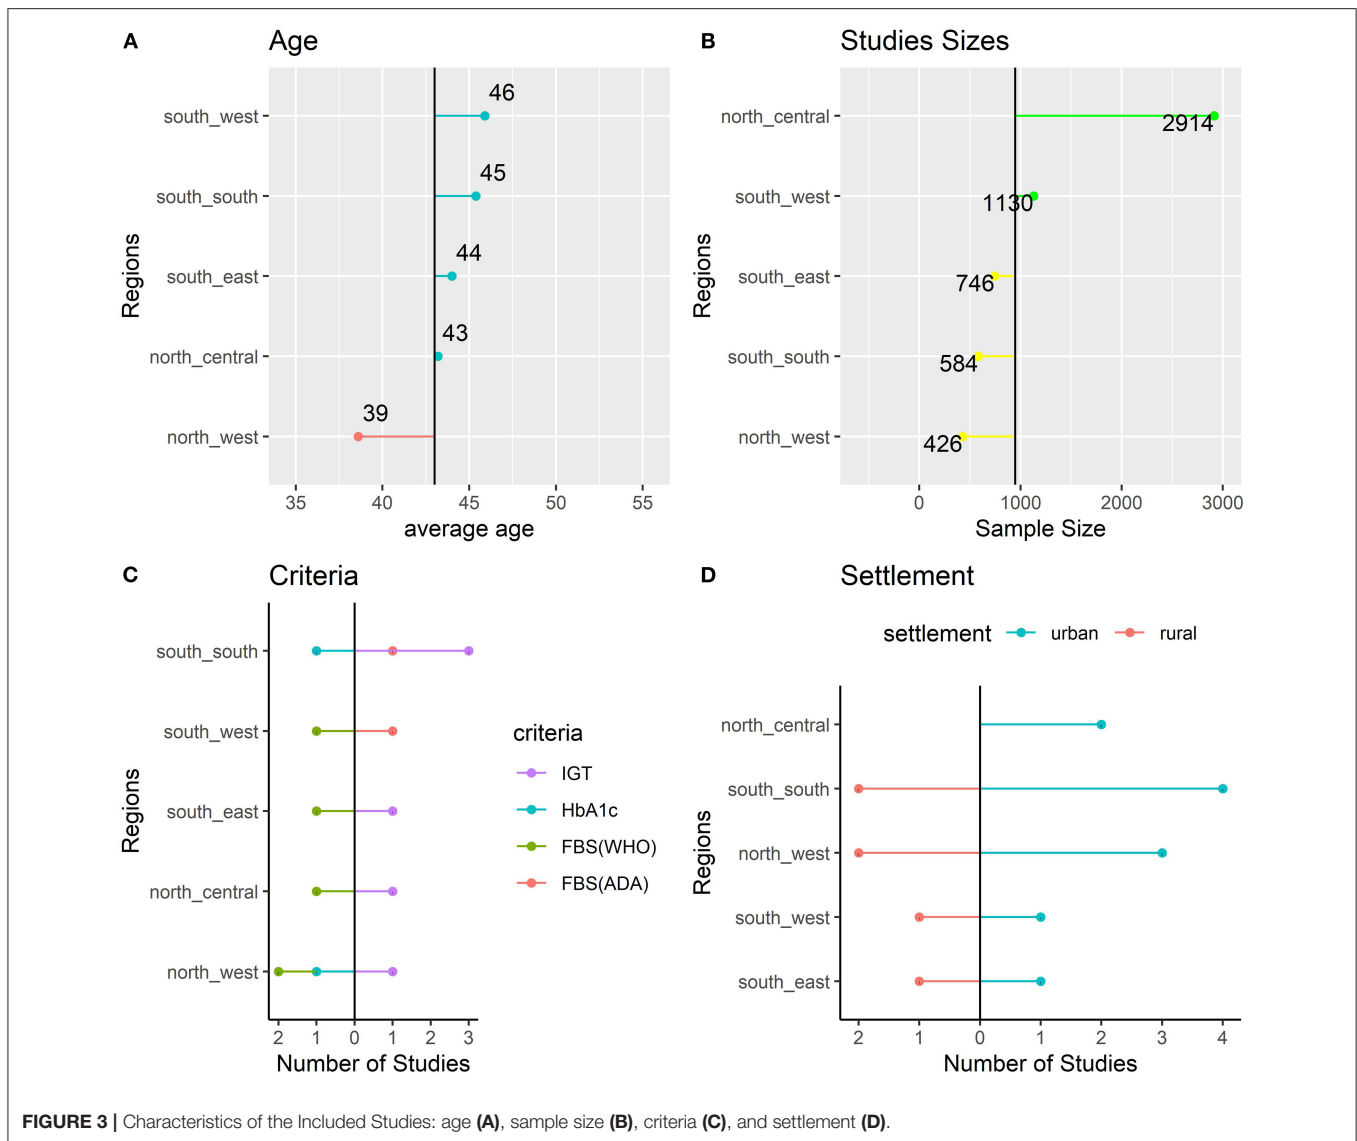 A Age
south_west 46
south_south 45
south_east 44
north_central 43
north_west 39
Regions
35 40 45 50 55
average age
B Studies Sizes
north_central 2914
south_west 1130
south_east 746
south_south 584
north_west 426
Regions
0 1000 2000 3000
Sample Size
C Criteria
south_south
south_west
south_east
north_central
north_west
Regions
2 1 0 1 2 3
Number of Studies
criteria
IGT
HbA1c
FBS(WHO)
FBS(ADA)
D Settlement
settlement urban rural
north_central
south_south
north_west
south_west
south_east
Regions
2 1 0 1 2 3 4
Number of Studies
FIGURE 3 | Characteristics of the Included Studies: age (A), sample size (B), criteria (C), and settlement (D).